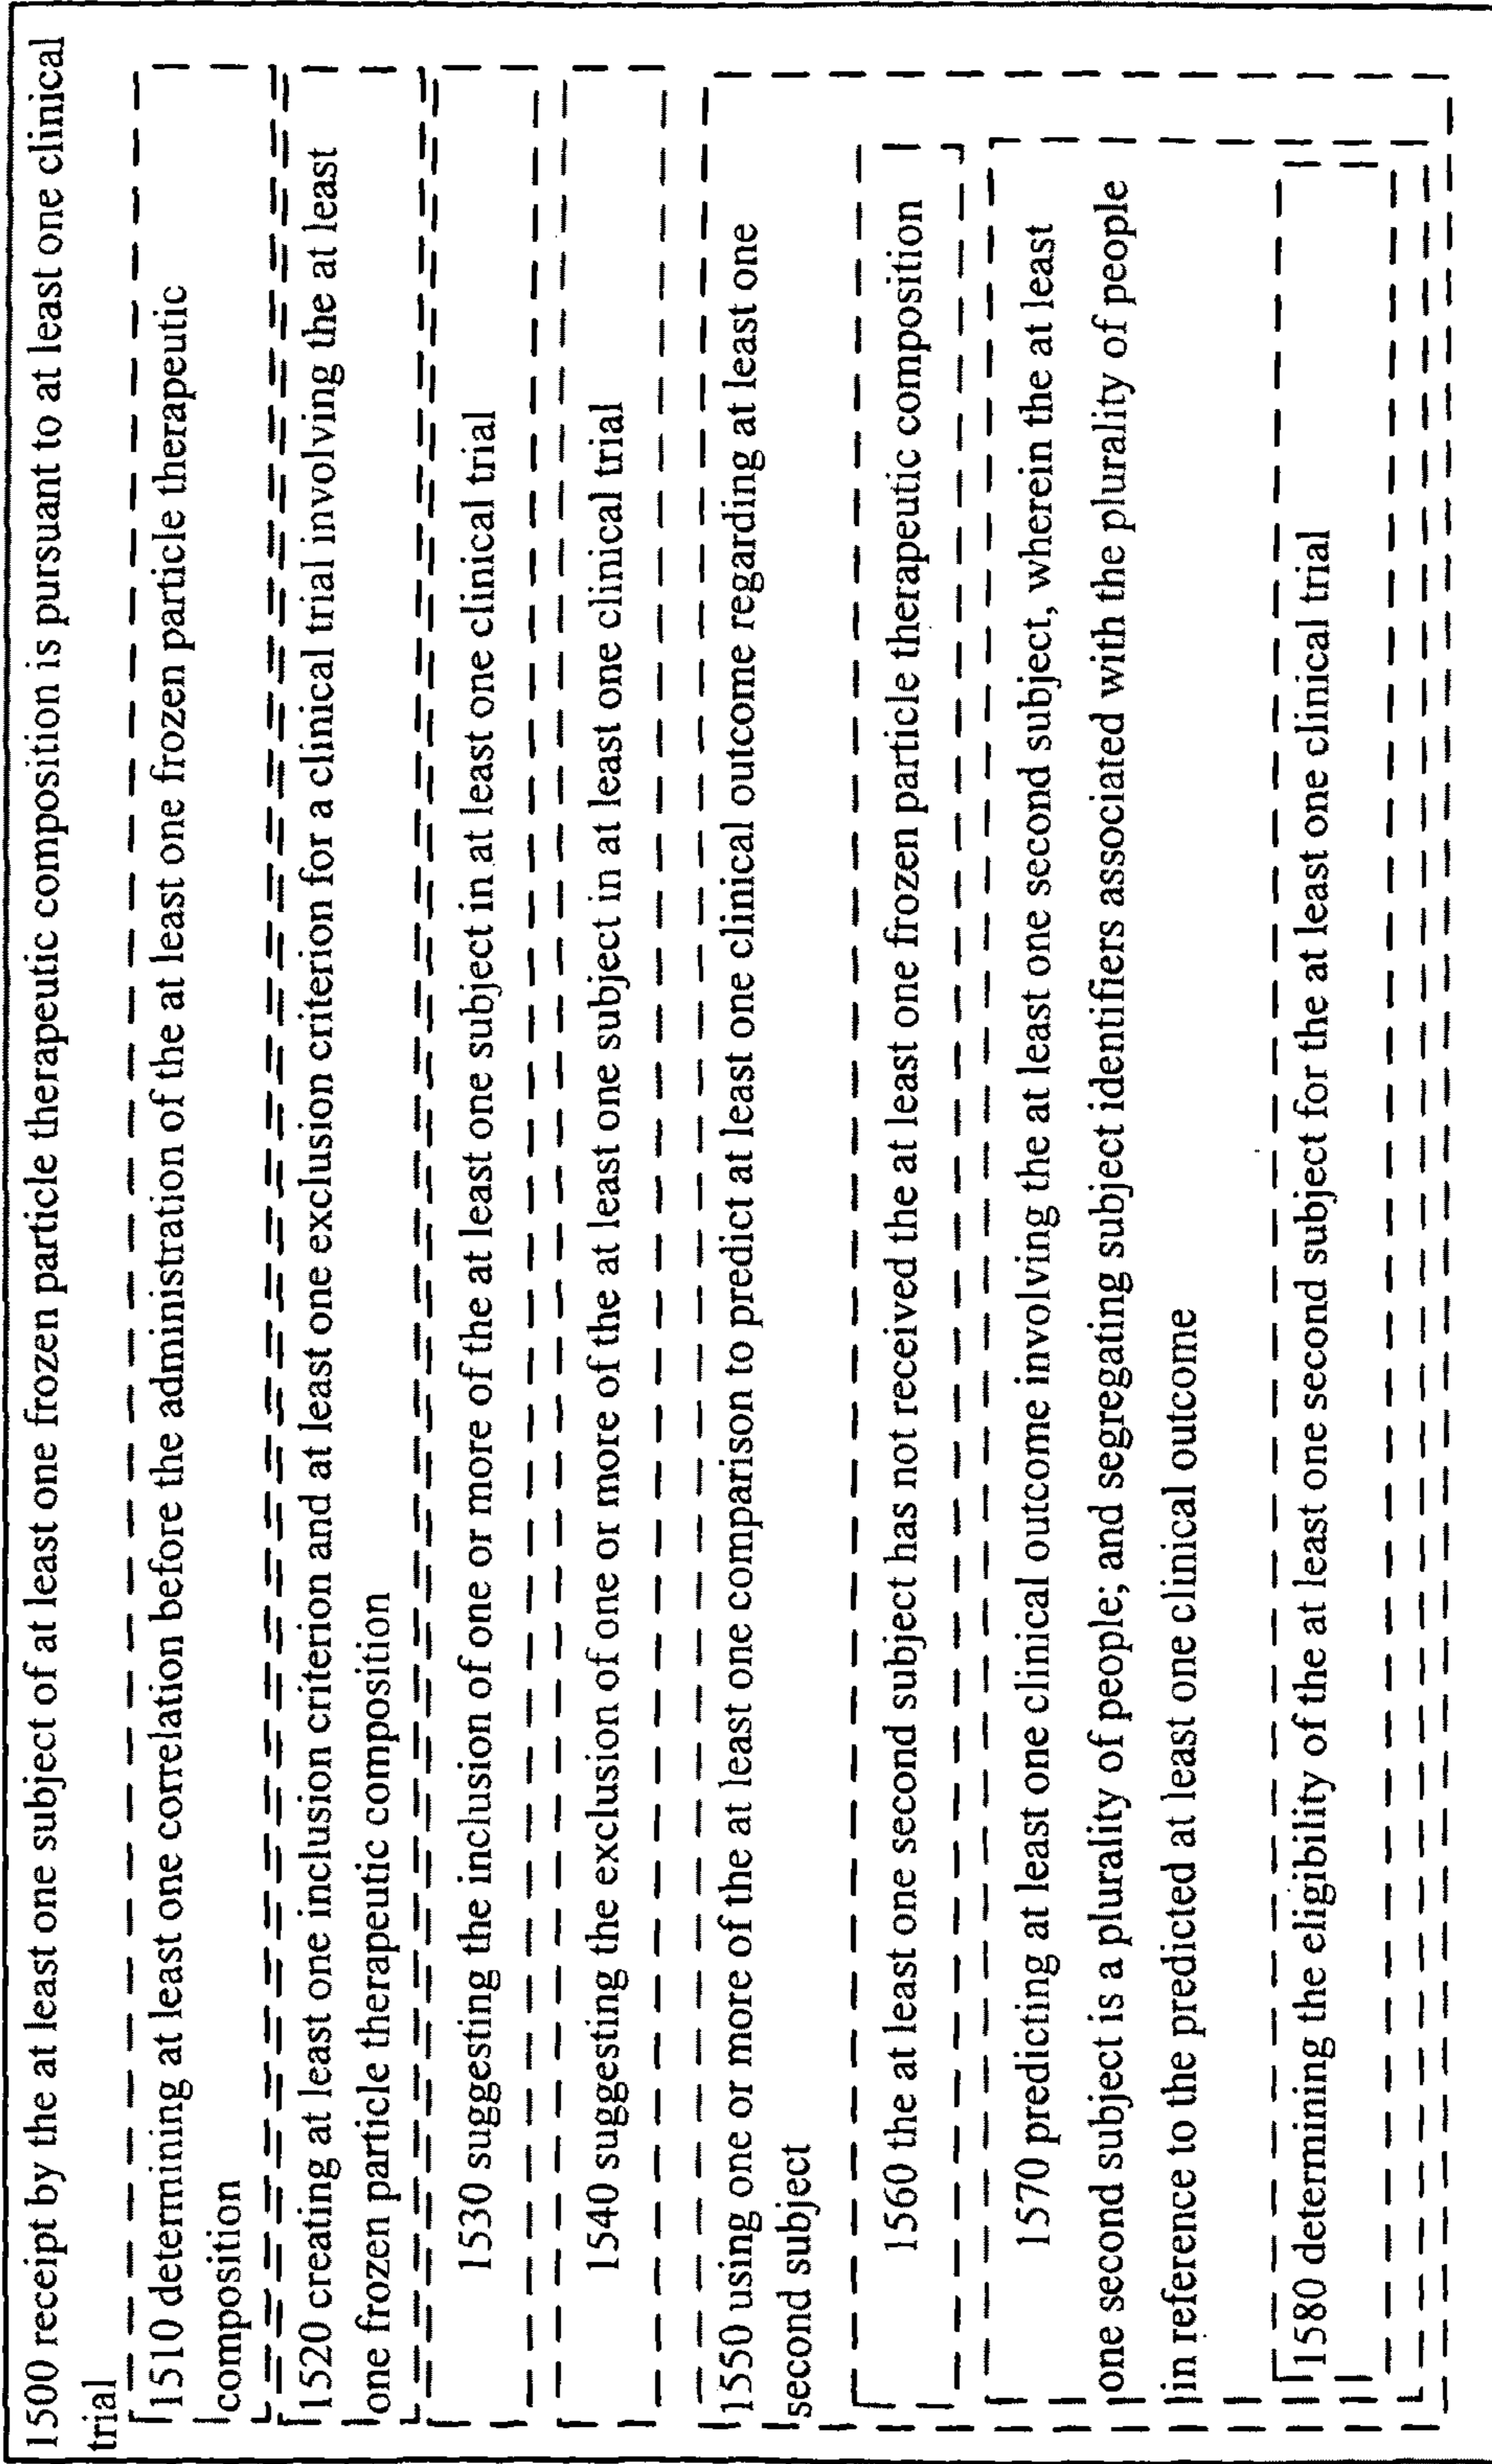 1500 receipt by the at least one subject of at least one frozen particle therapeutic composition is pursuant to at least one clinical
trial
1510 determining at least one correlation before the administration of the at least one frozen particle therapeutic
composition
1520 creating at least one inclusion criterion and at least one exclusion criterion for a clinical trial involving the at least
one frozen particle therapeutic composition
1530 suggesting the inclusion of one or more of the at least one subject in at least one clinical trial
1540 suggesting the exclusion of one or more of the at least one subject in at least one clinical trial
1550 using one or more of the at least one comparison to predict at least one clinical outcome regarding at least one
second subject
1560 the at least one second subject has not received the at least one frozen particle therapeutic composition
1570 predicting at least one clinical outcome involving the at least one second subject, wherein the at least
one second subject is a plurality of people; and segregating subject identifiers associated with the plurality of people
in reference to the predicted at least one clinical outcome
1580 determining the eligibility of the at least one second subject for the at least one clinical trial